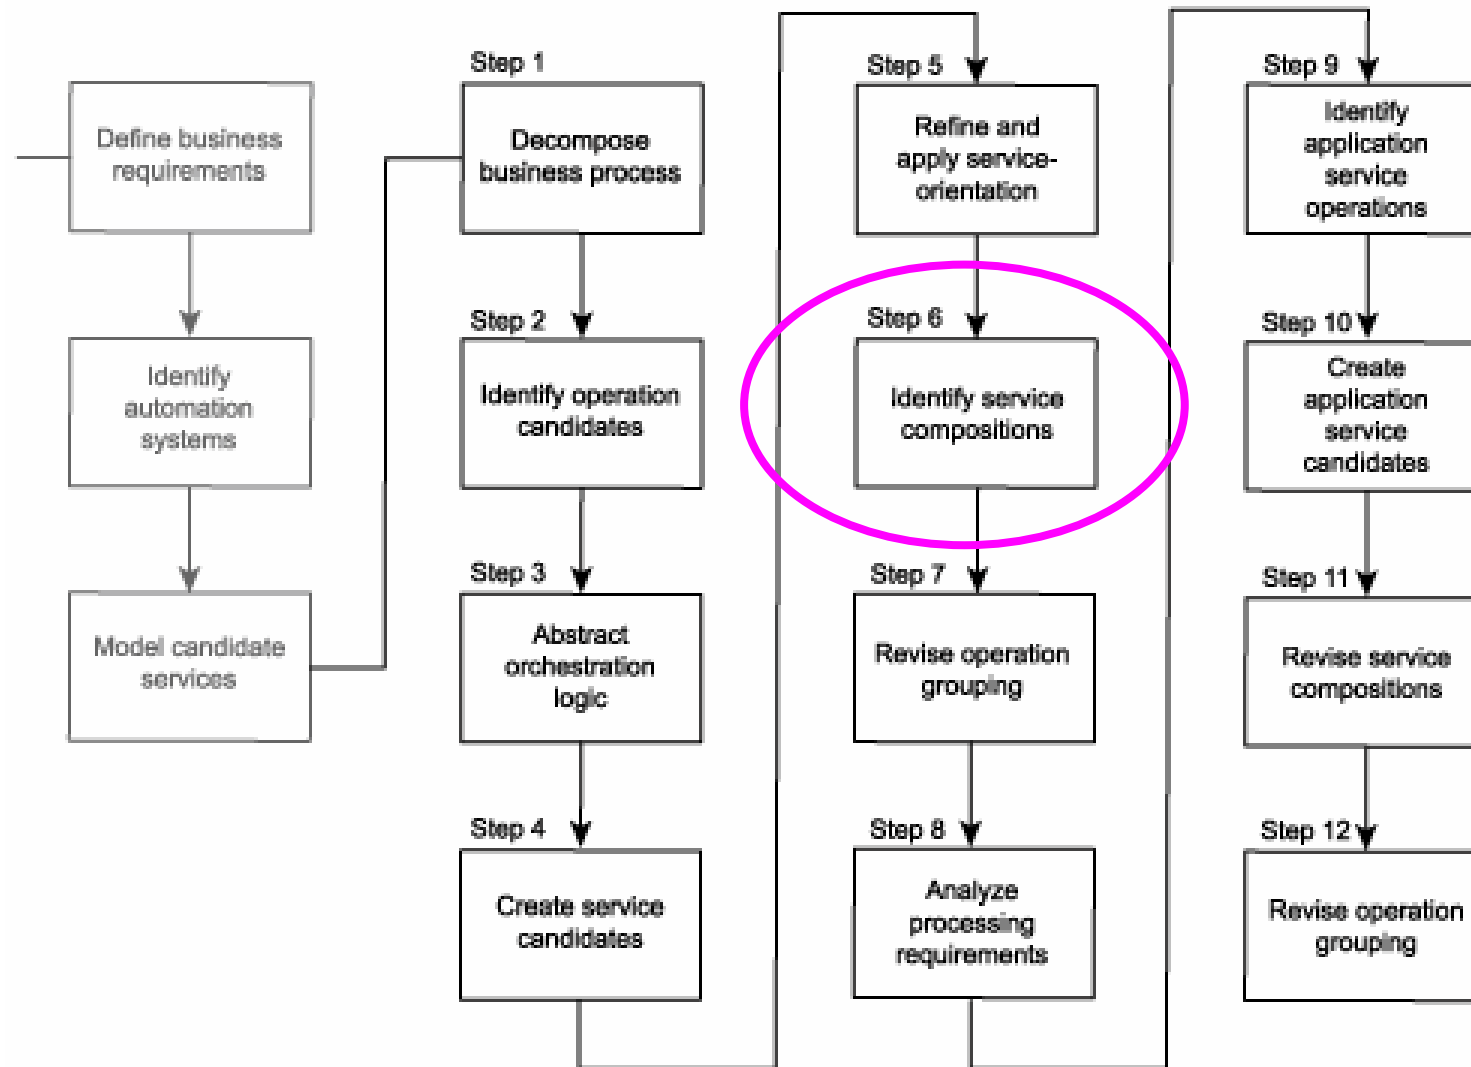 Define business
requirements
Identify
automation
systems
Model candidate
services
Step 1
Decompose
business process
Step 2
Identify operation
candidates
Step 3
Abstract
orchestration
logic
Step 4
Create service
candidates
Step 5
Refine and
apply service-
orientation
Step 6
Identify service
compositions
Step 7
Revise operation
grouping
Step 8
Analyze
processing
requirements
Step 9
Identify
application
service
operations
Step 10
Create
application
service
candidates
Step 11
Revise service
compositions
Step 12
Revise operation
grouping